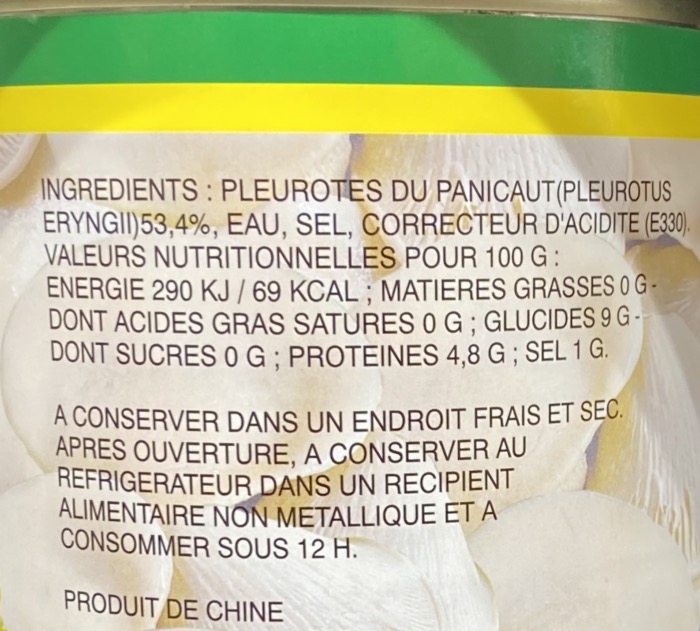 INGREDIENTS : PLEUROTES DU PANICAUT(PLEUROTUS
ERYNGII)53,4%, EAU, SEL, CORRECTEUR D'ACIDITE (E330).
VALEURS NUTRITIONNELLES POUR 100 G :
ENERGIE 290 KJ / 69 KCAL ; MATIERES GRASSES 0 G -
DONT ACIDES GRAS SATURES 0 G ; GLUCIDES 9 G -
DONT SUCRES 0 G ; PROTEINES 4,8 G ; SEL 1 G.
A CONSERVER DANS UN ENDROIT FRAIS ET SEC.
APRES OUVERTURE, A CONSERVER AU
REFRIGERATEUR DANS UN RECIPIENT
ALIMENTAIRE NON METALLIQUE ET A
CONSOMMER SOUS 12 H.
PRODUIT DE CHINE